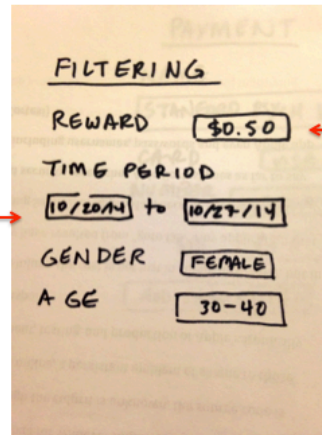 FILTERING
REWARD $0.50
TIME PERIOD
10/20/14 to 10/27/14
GENDER FEMALE
AGE 30-40